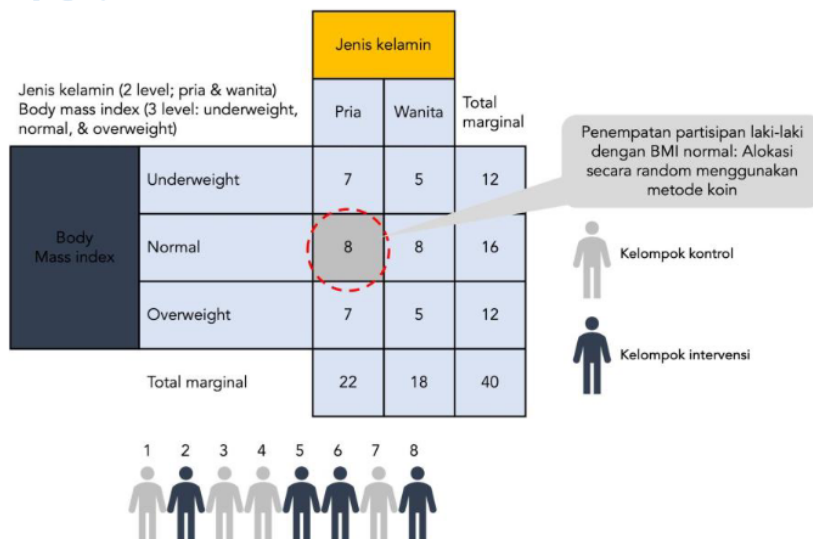 Jenis kelamin
Jenis kelamin (2 level; pria & wanita)
Body mass index (3 level: underweight,
normal, & overweight)
Pria
Wanita
Total
marginal
Penempatan partisipan laki-laki
dengan BMI normal: Alokasi
secara random menggunakan
metode koin
Body
Mass index
Underweight
7
5
12
Normal
8
8
16
Overweight
7
5
12
Total marginal
22
18
40
Kelompok kontrol
Kelompok intervensi
1 2 3 4 5 6 7 8